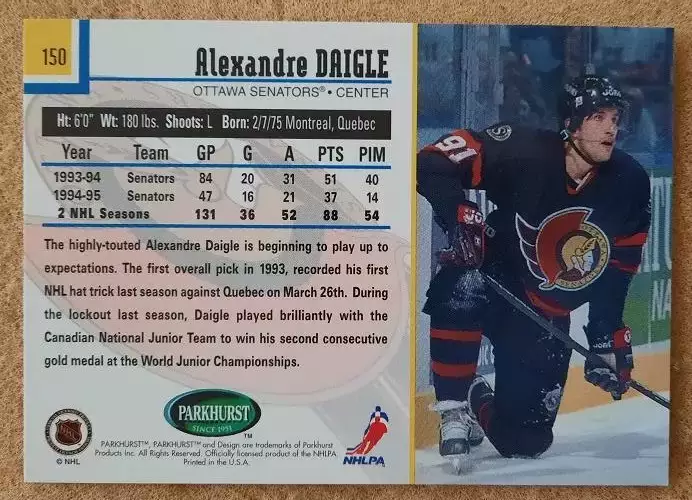 150
Alexandre DAIGLE
OTTAWA SENATORS® • CENTER
Ht: 6'0" Wt: 180 lbs. Shoots: L Born: 2/7/75 Montreal, Quebec
Year Team GP G A PTS PIM
1993-94 Senators 84 20 31 51 40
1994-95 Senators 47 16 21 37 14
2 NHL Seasons 131 36 52 88 54
The highly-touted Alexandre Daigle is beginning to play up to
expectations. The first overall pick in 1993, recorded his first
NHL hat trick last season against Quebec on March 26th. During
the lockout last season, Daigle played brilliantly with the
Canadian National Junior Team to win his second consecutive
gold medal at the World Junior Championships.
PARKHURST
SINCE 1951
™
NHL
© NHL
PARKHURST™, PARKHURST™ and Design are trademarks of Parkhurst
Products Inc. All Rights Reserved. Officially licensed product of the NHLPA
Printed in the U.S.A.
NHLPA
91